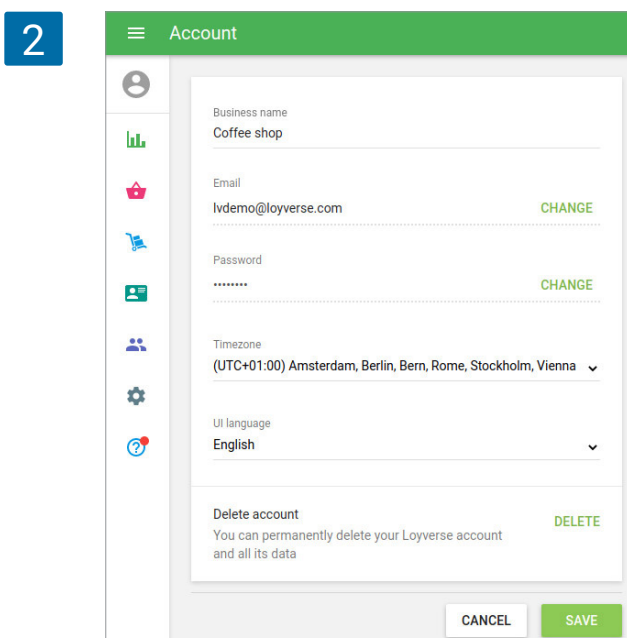 2
Account
Business name
Coffee shop
Email
lvdemo@loyverse.com CHANGE
Password
•••••••• CHANGE
Timezone
(UTC+01:00) Amsterdam, Berlin, Bern, Rome, Stockholm, Vienna
UI language
English
Delete account
DELETE
You can permanently delete your Loyverse account
and all its data
CANCEL SAVE